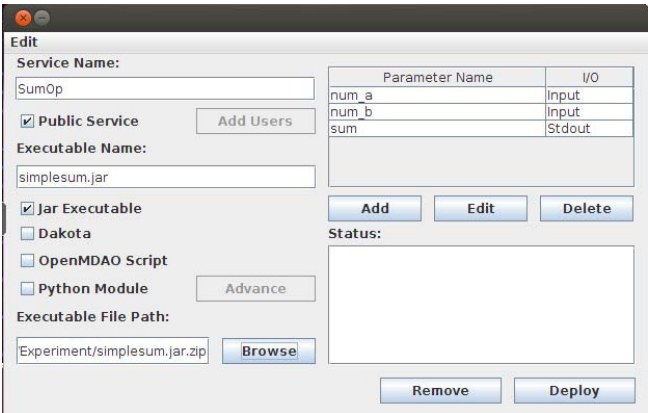 Edit
Service Name:
SumOp
Public Service
Add Users
Executable Name:
simplesum.jar
Jar Executable
Dakota
OpenMDAO Script
Python Module
Advance
Executable File Path:
'Experiment/simplesum.jar.zip
Browse
Parameter Name I/O
num_a Input
num_b Input
sum Stdout
Add Edit Delete
Status:
Remove Deploy